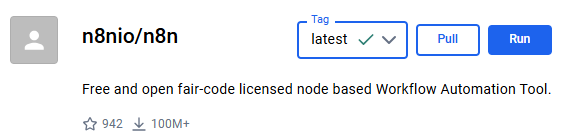 n8nio/n8n
Tag
latest
Pull
Run
Free and open fair-code licensed node based Workflow Automation Tool.
942 100M+